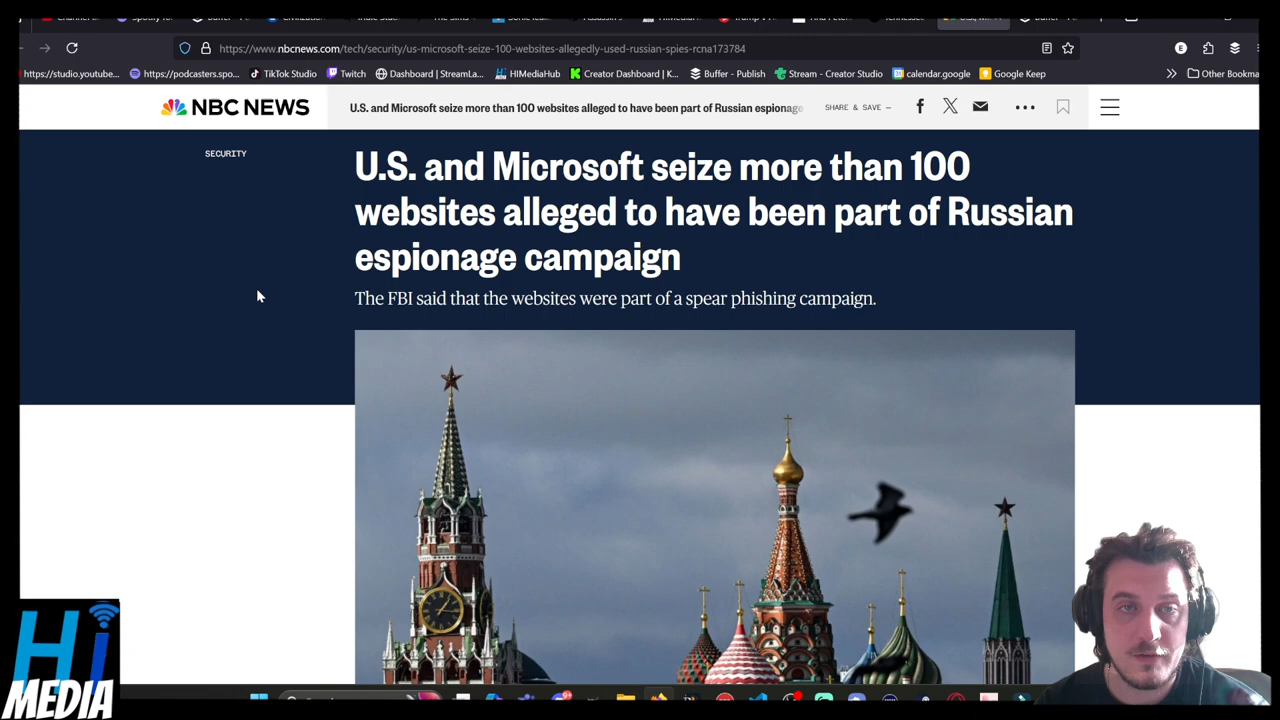 https://www.nbcnews.com/tech/security/us-microsoft-seize-100-websites-allegedly-used-russian-spies-rcna173784
https://studio.youtube... https://podcasters.spo... TikTok Studio Twitch Dashboard | StreamLa... HIMediaHub Creator Dashboard | K... Buffer - Publish Stream - Creator Studio calendar.google Google Keep Other Bookma
NBC NEWS U.S. and Microsoft seize more than 100 websites alleged to have been part of Russian espionage SHARE & SAVE —
SECURITY
U.S. and Microsoft seize more than 100
websites alleged to have been part of Russian
espionage campaign
The FBI said that the websites were part of a spear phishing campaign.
Hi
MEDIA